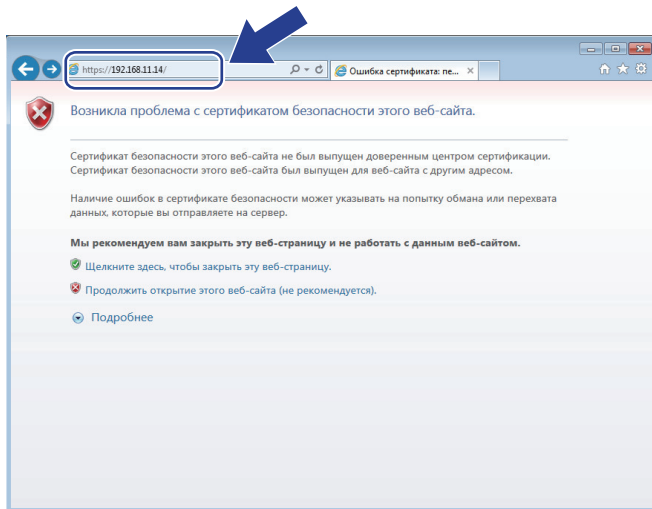 https://192.168.11.14/
Ошибка сертификата: пе...
Возникла проблема с сертификатом безопасности этого веб-сайта.
Сертификат безопасности этого веб-сайта не был выпущен доверенным центром сертификации.
Сертификат безопасности этого веб-сайта был выпущен для веб-сайта с другим адресом.
Наличие ошибок в сертификате безопасности может указывать на попытку обмана или перехвата
данных, которые вы отправляете на сервер.
Мы рекомендуем вам закрыть эту веб-страницу и не работать с данным веб-сайтом.
Щелкните здесь, чтобы закрыть эту веб-страницу.
Продолжить открытие этого веб-сайта (не рекомендуется).
Подробнее